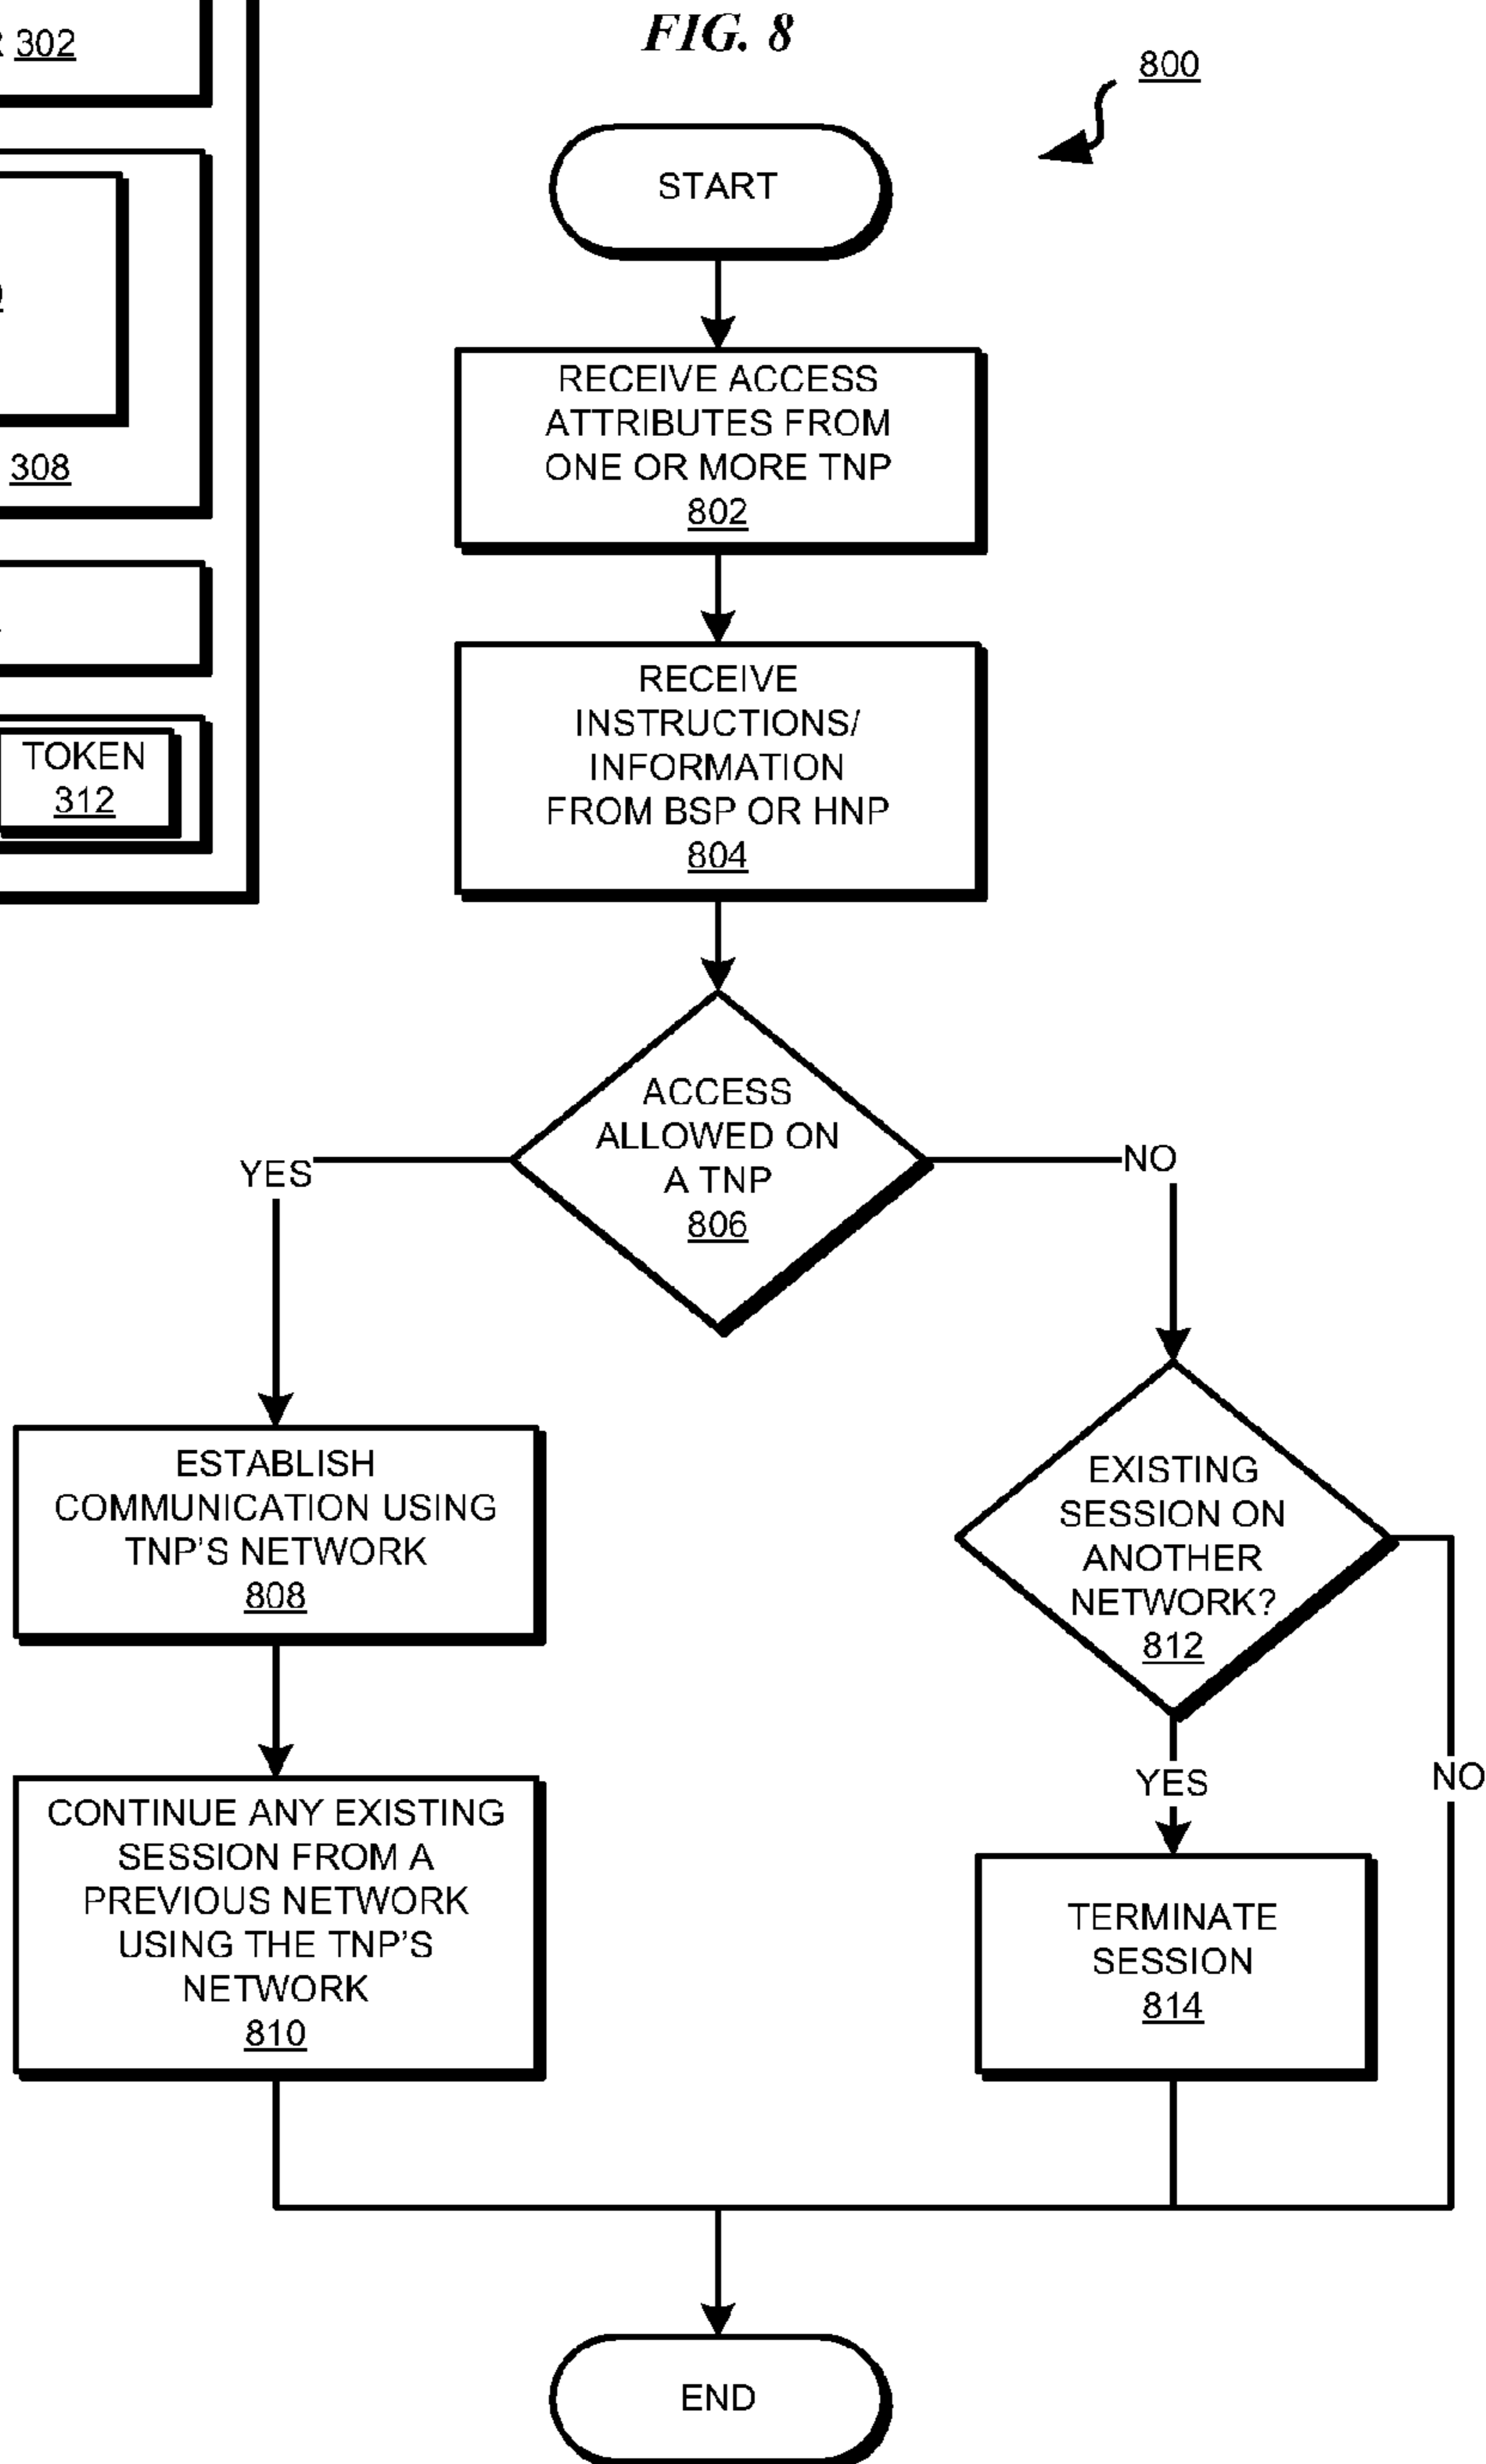 302
308
TOKEN
312
FIG. 8
800
START
RECEIVE ACCESS
ATTRIBUTES FROM
ONE OR MORE TNP
802
RECEIVE
INSTRUCTIONS/
INFORMATION
FROM BSP OR HNP
804
ACCESS
ALLOWED ON
A TNP
806
YES
NO
ESTABLISH
COMMUNICATION USING
TNP'S NETWORK
808
EXISTING
SESSION ON
ANOTHER
NETWORK?
812
YES
NO
CONTINUE ANY EXISTING
SESSION FROM A
PREVIOUS NETWORK
USING THE TNP'S
NETWORK
810
TERMINATE
SESSION
814
END